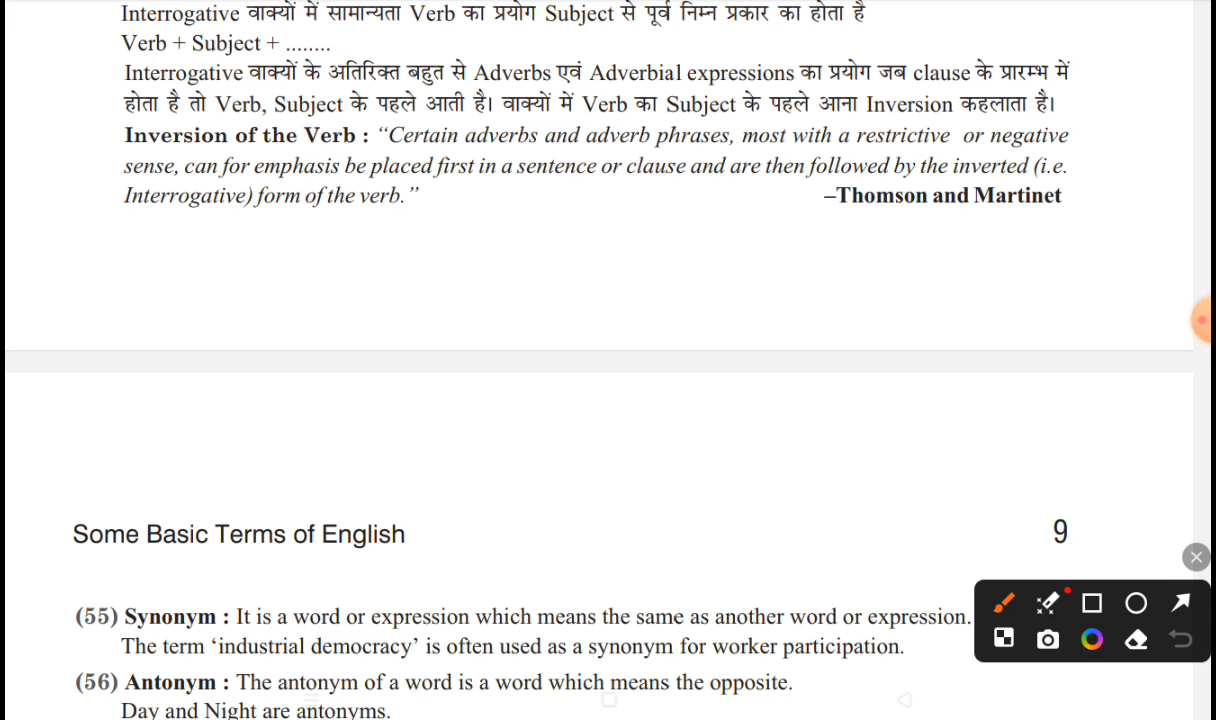 Interrogative वाक्यों में सामान्यता Verb का प्रयोग Subject से पूर्व निम्न प्रकार का होता है
Verb + Subject + ........
Interrogative वाक्यों के अतिरिक्त बहुत से Adverbs एवं Adverbial expressions का प्रयोग जब clause के प्रारम्भ में
होता है तो Verb, Subject के पहले आती है। वाक्यों में Verb का Subject के पहले आना Inversion कहलाता है।
Inversion of the Verb : “Certain adverbs and adverb phrases, most with a restrictive or negative
sense, can for emphasis be placed first in a sentence or clause and are then followed by the inverted (i.e.
Interrogative) form of the verb.” –Thomson and Martinet
Some Basic Terms of English 9
(55) Synonym : It is a word or expression which means the same as another word or expression.
The term ‘industrial democracy’ is often used as a synonym for worker participation.
(56) Antonym : The antonym of a word is a word which means the opposite.
Day and Night are antonyms.